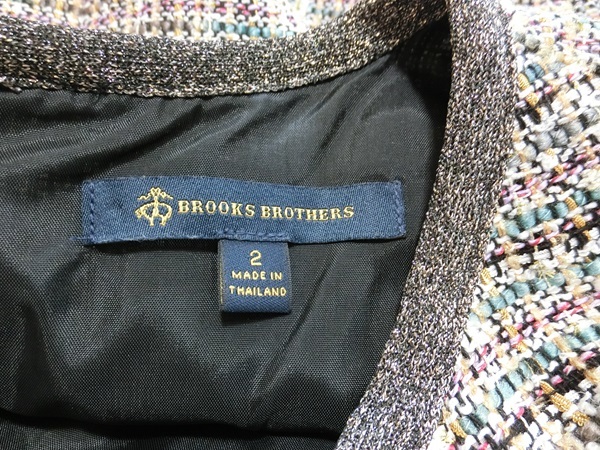 BROOKS BROTHERS
2
MADE IN
THAILAND